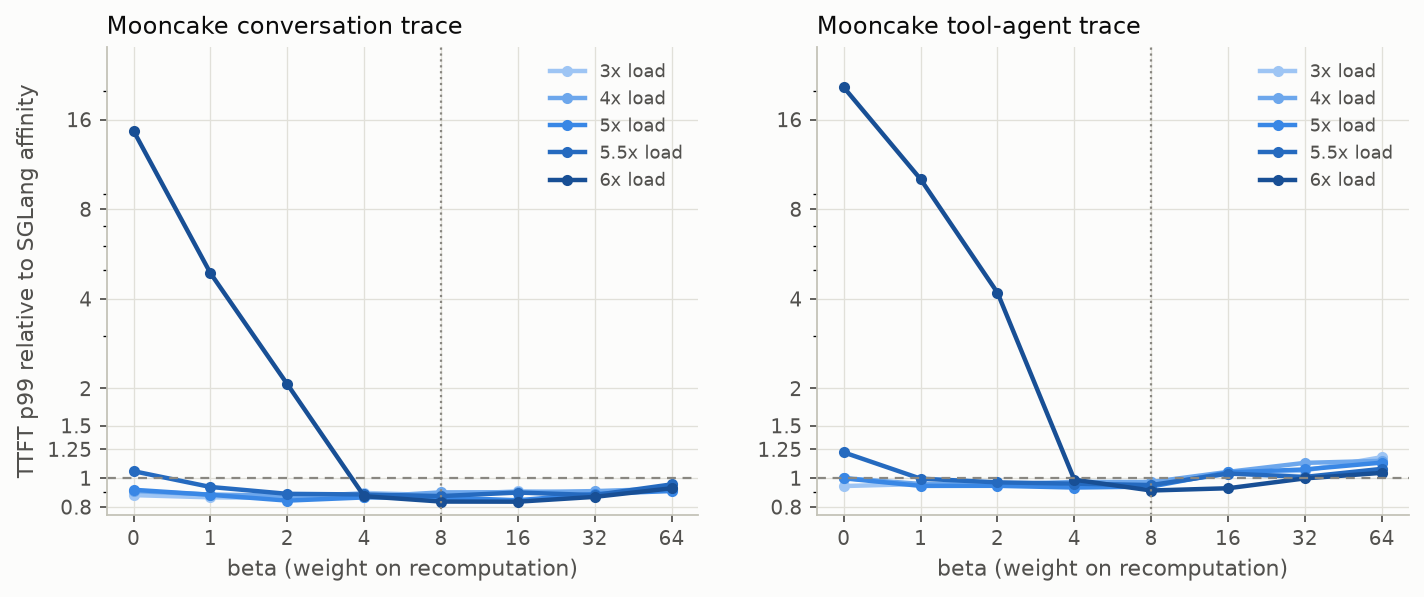 Mooncake conversation trace
TTFT p99 relative to SGLang affinity
16
8
4
2
1.5
1.25
1
0.8
3x load
4x load
5x load
5.5x load
6x load
0 1 2 4 8 16 32 64
beta (weight on recomputation)
Mooncake tool-agent trace
16
8
4
2
1.5
1.25
1
0.8
3x load
4x load
5x load
5.5x load
6x load
0 1 2 4 8 16 32 64
beta (weight on recomputation)